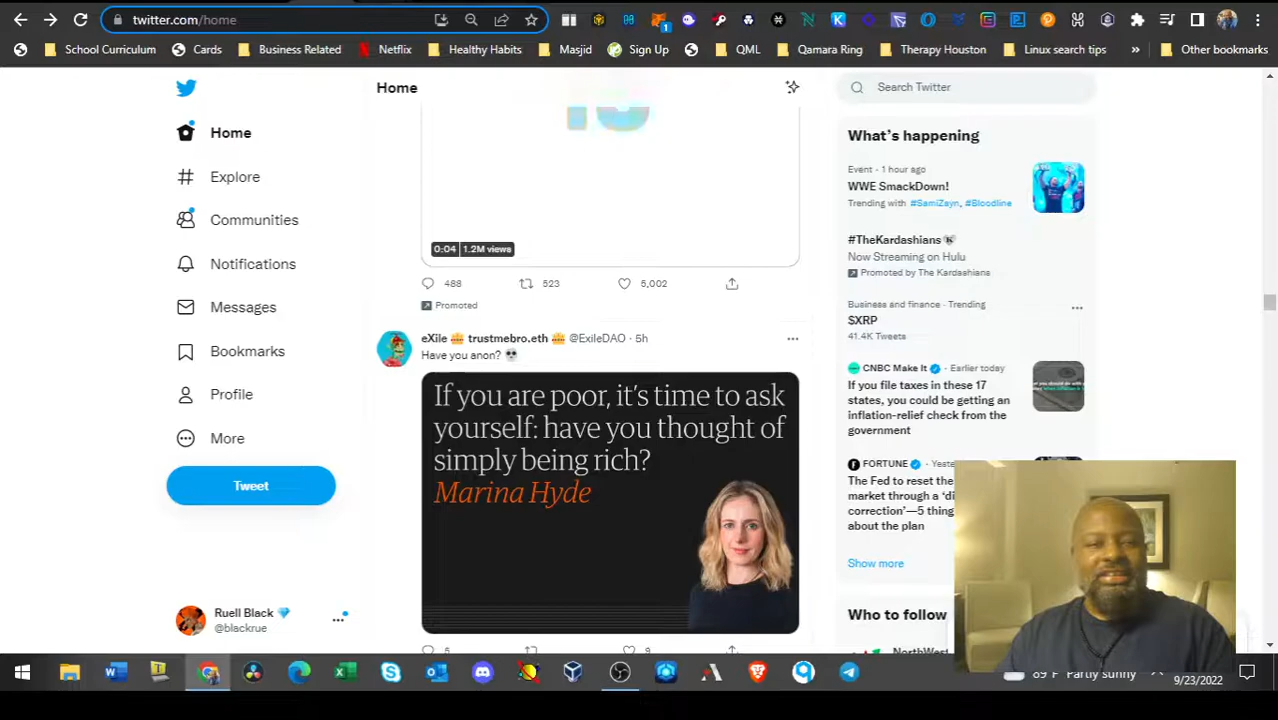 twitter.com/home
School Curriculum
Cards
Business Related
Netflix
Healthy Habits
Masjid
Sign Up
QML
Qamara Ring
Therapy Houston
Linux search tips
»
Other bookmarks
Home
Explore
Communities
Notifications
Messages
Bookmarks
Profile
More
Tweet
Ruell Black
@blackrue
Home
0:04 1.2M views
488 523 5,002
Promoted
eXile trustmebro.eth @ExileDAO · 5h
Have you anon?
If you are poor, it's time to ask
yourself: have you thought of
simply being rich?
Marina Hyde
5 9
Search Twitter
What's happening
Event · 1 hour ago
WWE SmackDown!
Trending with #SamiZayn, #Bloodline
#TheKardashians
Now Streaming on Hulu
Promoted by The Kardashians
Business and finance · Trending
$XRP
41.4K Tweets
CNBC Make It · Earlier today
If you file taxes in these 17
states, you could be getting an
inflation-relief check from the
government
FORTUNE · Yeste
The Fed to reset the
market through a 'di
correction'—5 thing
about the plan
Show more
Who to follow
NorthWest
89°F Partly sunny
9/23/2022